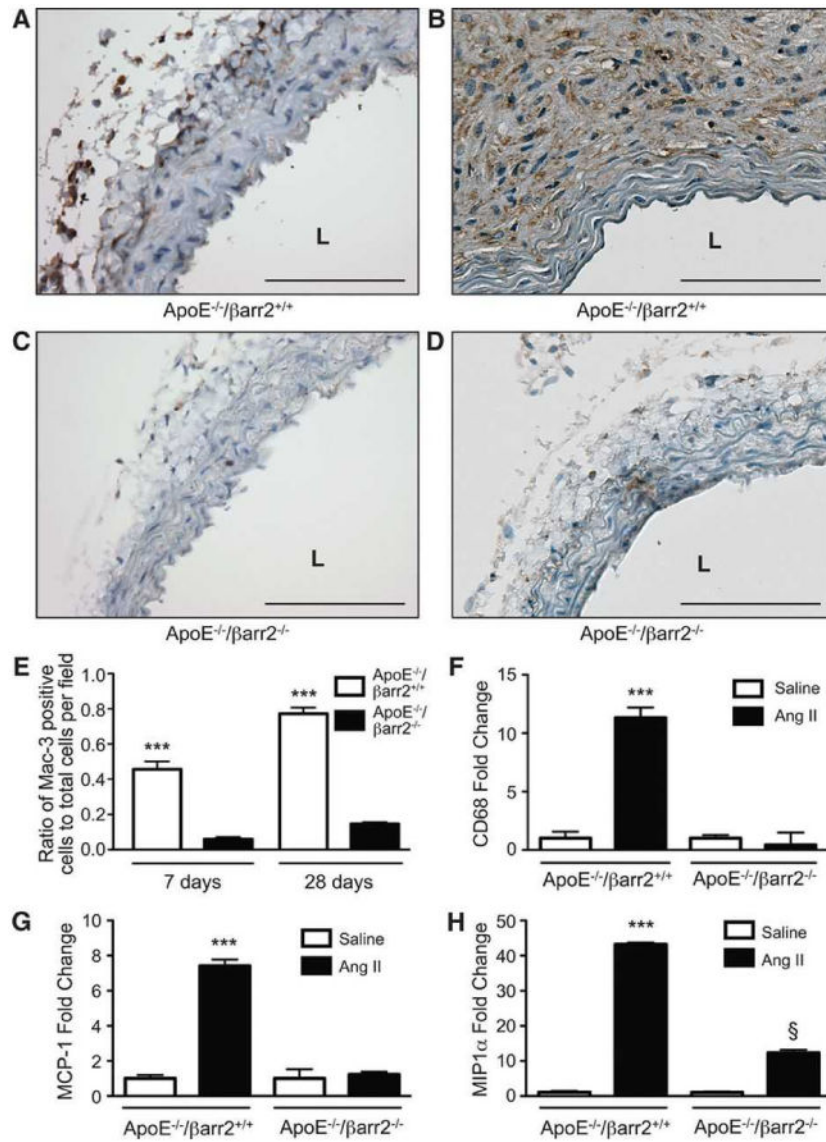 A
B
L
L
ApoE⁻/⁻/βarr2⁺/⁺
ApoE⁻/⁻/βarr2⁺/⁺
C
D
L
L
ApoE⁻/⁻/βarr2⁻/⁻
ApoE⁻/⁻/βarr2⁻/⁻
E
Ratio of Mac-3 positive
cells to total cells per field
1.0
0.8
0.6
0.4
0.2
0.0
***
***
ApoE⁻/⁻/
βarr2⁺/⁺
ApoE⁻/⁻/
βarr2⁻/⁻
7 days
28 days
F
CD68 Fold Change
15
10
5
0
***
Saline
Ang II
ApoE⁻/⁻/βarr2⁺/⁺
ApoE⁻/⁻/βarr2⁻/⁻
G
MCP-1 Fold Change
10
8
6
4
2
0
***
Saline
Ang II
ApoE⁻/⁻/βarr2⁺/⁺
ApoE⁻/⁻/βarr2⁻/⁻
H
MIP1α Fold Change
50
40
30
20
10
0
***
§
Saline
Ang II
ApoE⁻/⁻/βarr2⁺/⁺
ApoE⁻/⁻/βarr2⁻/⁻